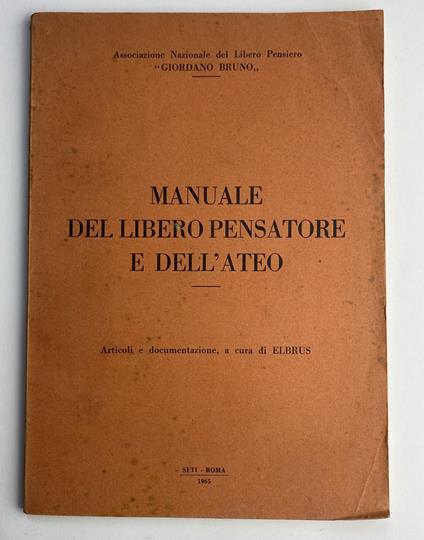 Associazione Nazionale del Libero Pensiero
"GIORDANO BRUNO„
MANUALE
DEL LIBERO PENSATORE
E DELL'ATEO
Articoli e documentazione, a cura di ELBRUS
SETI - ROMA
1965